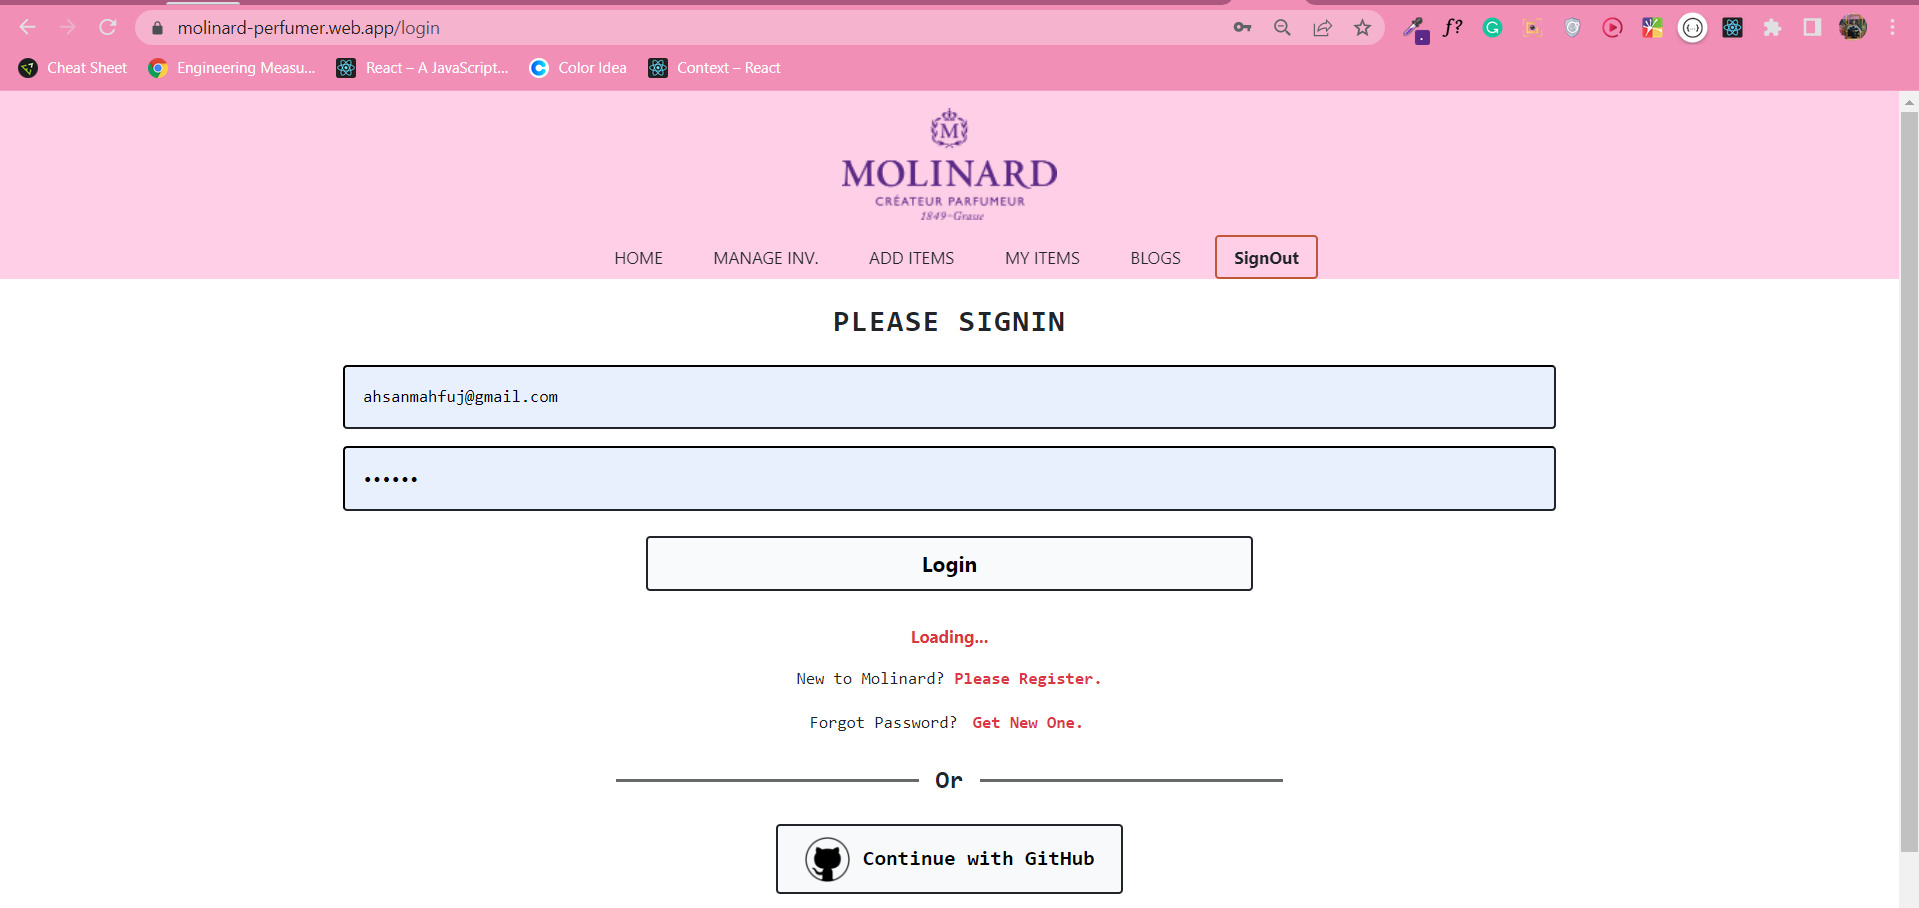 molinard-perfumer.web.app/login
f?
Cheat Sheet
Engineering Measu...
React – A JavaScript...
Color Idea
Context – React
M
MOLINARD
CRÉATEUR PARFUMEUR
1849-Grasse
HOME MANAGE INV. ADD ITEMS MY ITEMS BLOGS SignOut
PLEASE SIGNIN
ahsanmahfuj@gmail.com
••••••
Login
Loading...
New to Molinard? Please Register.
Forgot Password? Get New One.
Or
Continue with GitHub